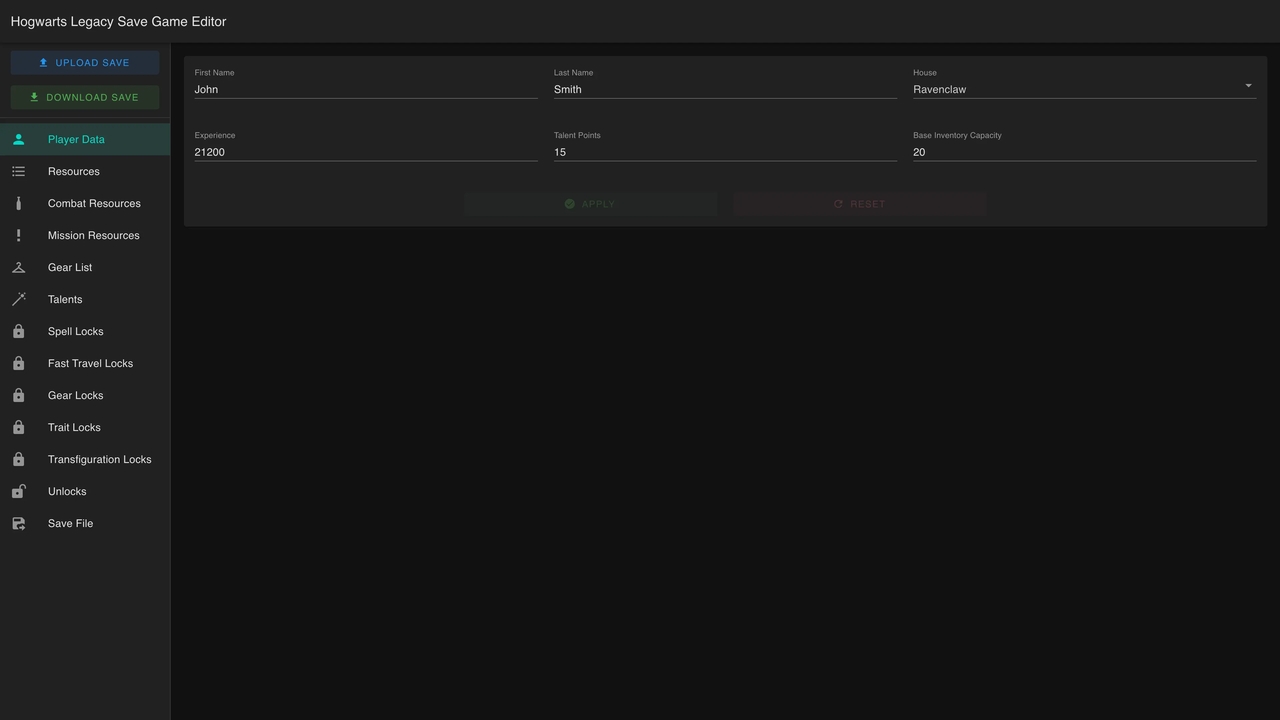 Hogwarts Legacy Save Game Editor
UPLOAD SAVE
DOWNLOAD SAVE
Player Data
Resources
Combat Resources
Mission Resources
Gear List
Talents
Spell Locks
Fast Travel Locks
Gear Locks
Trait Locks
Transfiguration Locks
Unlocks
Save File
First Name
John
Last Name
Smith
House
Ravenclaw
Experience
21200
Talent Points
15
Base Inventory Capacity
20
APPLY
RESET